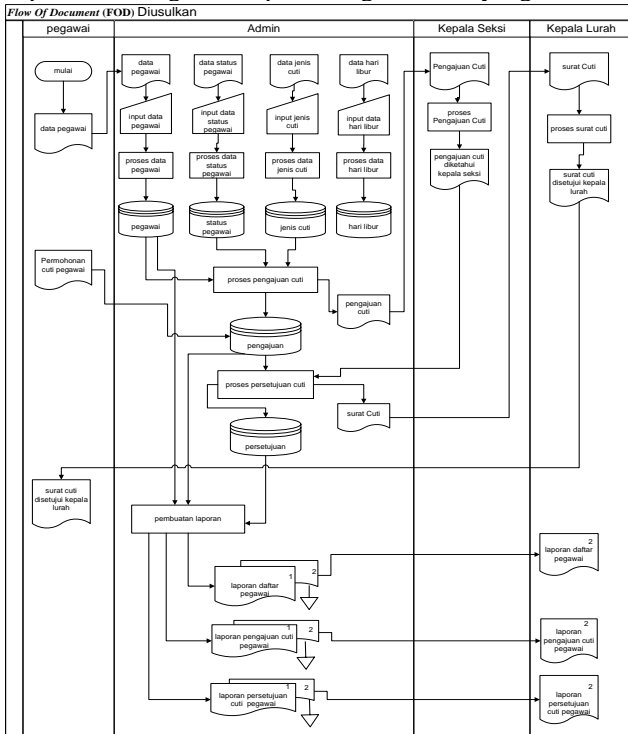 Flow Of Document (FOD) Diusulkan
pegawai
Admin
Kepala Seksi
Kepala Lurah
mulai
data pegawai
data
pegawai
data status
pegawai
data jenis
cuti
data hari
libur
input data
pegawai
input data
status
pegawai
input jenis
cuti
input data
hari libur
proses data
pegawai
proses data
status
pegawai
proses data
jenis cuti
proses data
hari libur
pegawai
status
pegawai
jenis cuti
hari libur
Pengajuan Cuti
proses
Pengajuan Cuti
pengajuan cuti
diketahui
kepala seksi
surat Cuti
proses surat cuti
surat cuti
disetujui kepala
lurah
Permohonan
cuti pegawai
proses pengajuan cuti
pengajuan
cuti
pengajuan
proses persetujuan cuti
surat Cuti
persetujuan
surat cuti
disetujui kepala
lurah
pembuatan laporan
2
1
laporan daftar
pegawai
2
laporan daftar
pegawai
1
2
laporan pengajuan cuti
pegawai
2
laporan
pengajuan cuti
pegawai
1
2
laporan persetujuan
cuti pegawai
2
laporan
persetujuan
cuti pegawai